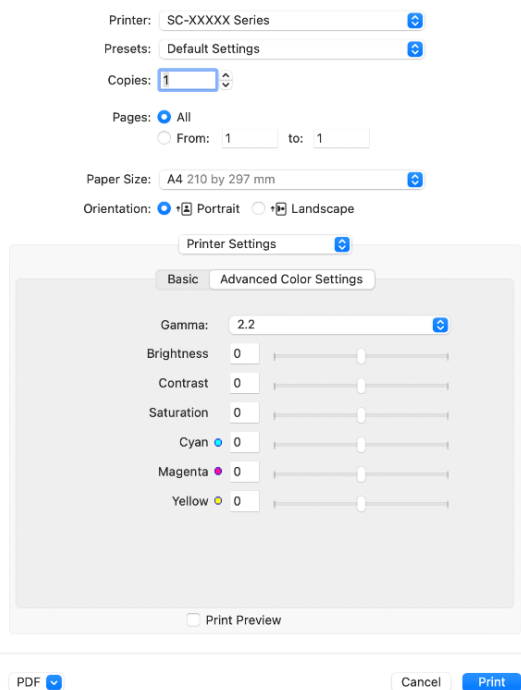 Printer: SC-XXXXX Series
Presets: Default Settings
Copies: 1
Pages: All
From: 1 to: 1
Paper Size: A4 210 by 297 mm
Orientation: Portrait Landscape
Printer Settings
Basic Advanced Color Settings
Gamma: 2.2
Brightness 0
Contrast 0
Saturation 0
Cyan 0
Magenta 0
Yellow 0
Print Preview
PDF Cancel Print